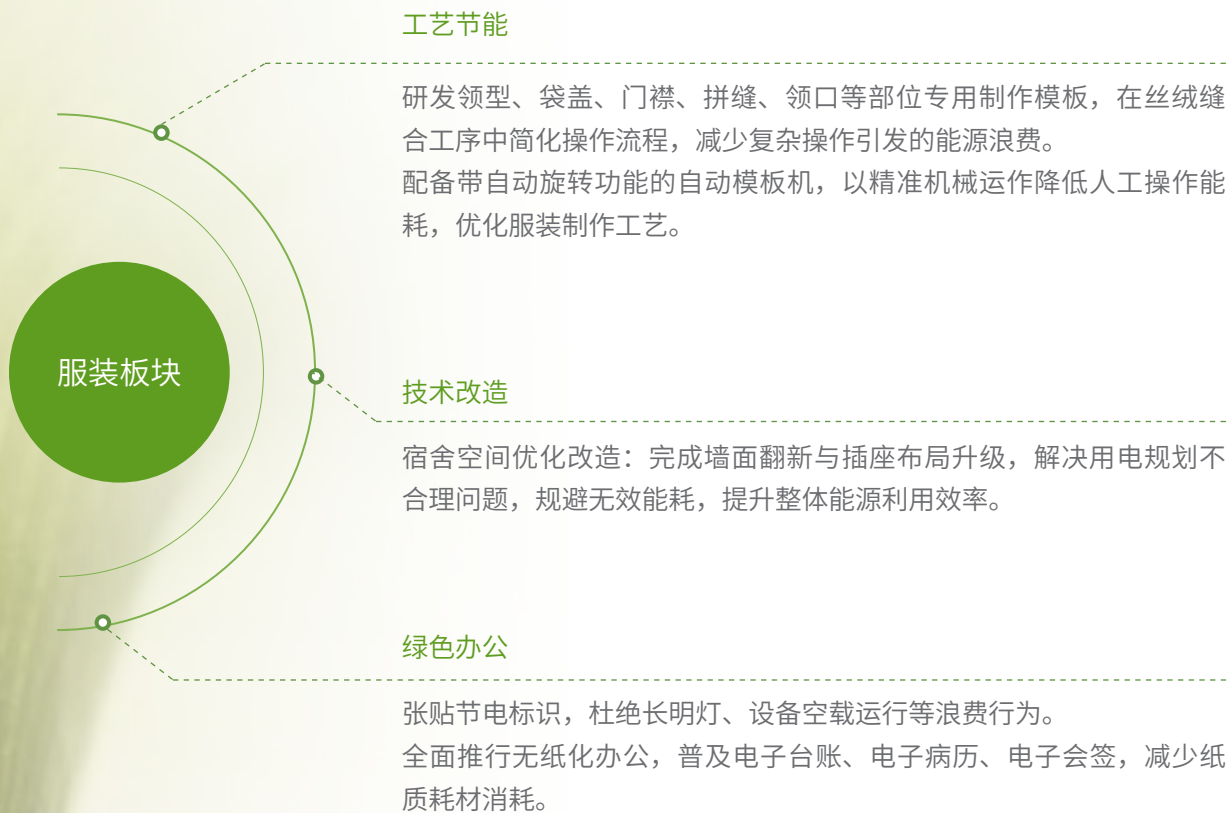 工艺节能
研发领型、袋盖、门襟、拼缝、领口等部位专用制作模板，在丝绒缝
合工序中简化操作流程，减少复杂操作引发的能源浪费。
配备带自动旋转功能的自动模板机，以精准机械运作降低人工操作能
耗，优化服装制作工艺。
服装板块
技术改造
宿舍空间优化改造：完成墙面翻新与插座布局升级，解决用电规划不
合理问题，规避无效能耗，提升整体能源利用效率。
绿色办公
张贴节电标识，杜绝长明灯、设备空载运行等浪费行为。
全面推行无纸化办公，普及电子台账、电子病历、电子会签，减少纸
质耗材消耗。